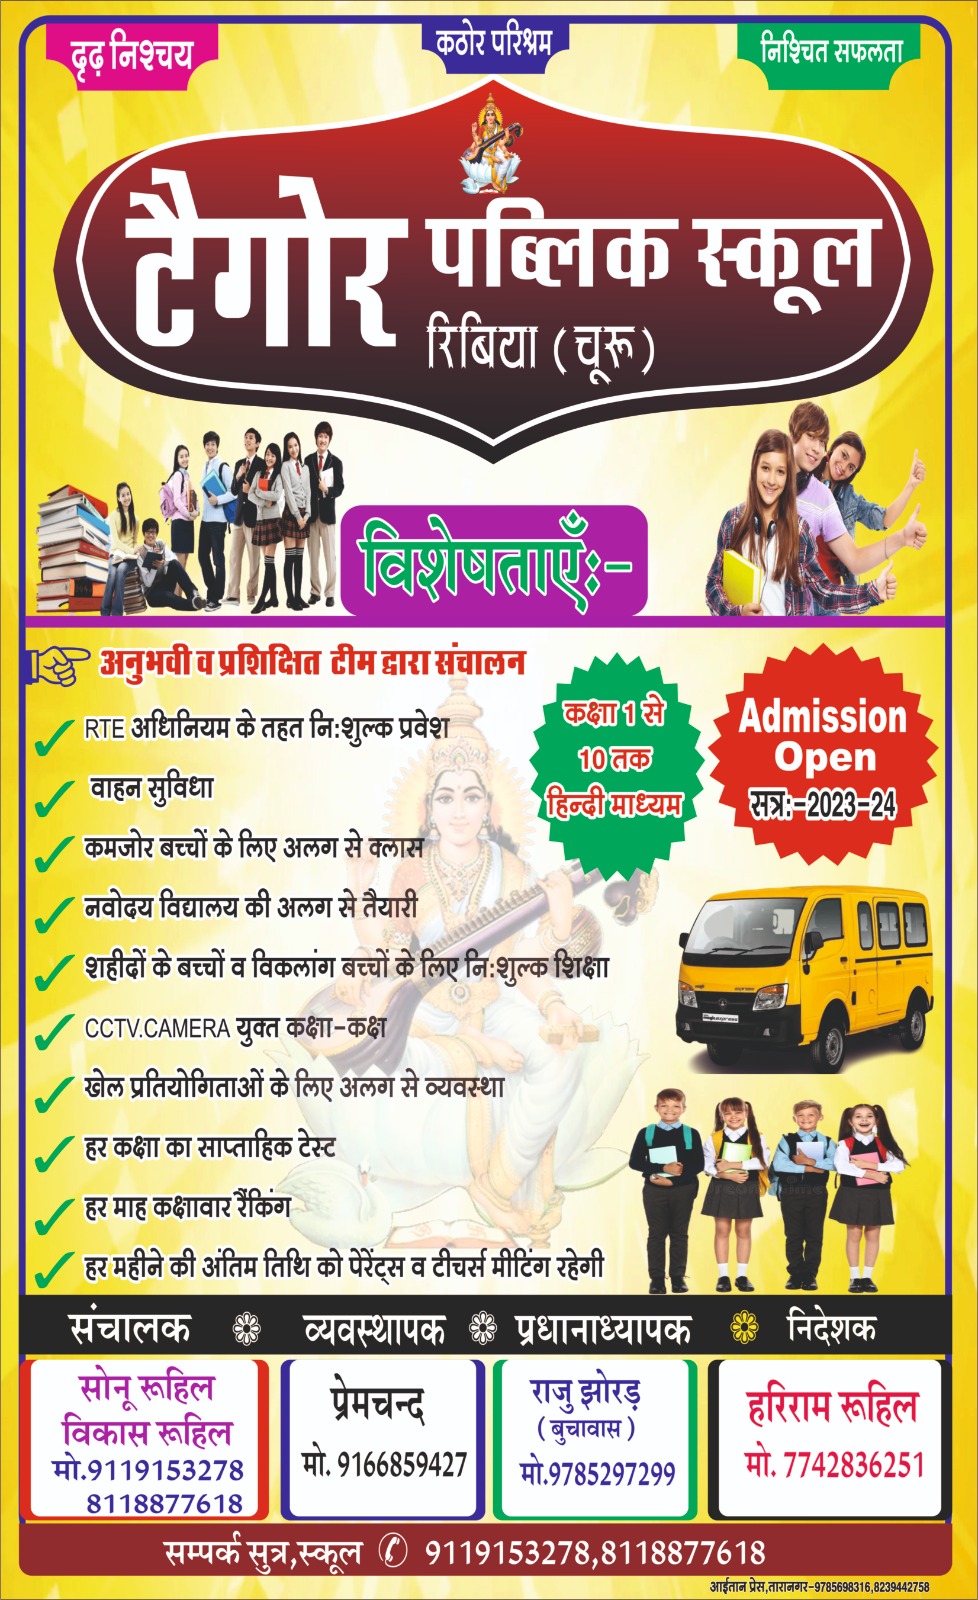 दृढ़ निश्चय
कठोर परिश्रम
निश्चित सफलता
टैगोर पब्लिक स्कूल
रिबिया (चूरू)
विशेषताएँ:-
अनुभवी व प्रशिक्षित टीम द्वारा संचालन
RTE अधिनियम के तहत नि:शुल्क प्रवेश
वाहन सुविधा
कमजोर बच्चों के लिए अलग से क्लास
नवोदय विद्यालय की अलग से तैयारी
शहीदों के बच्चों व विकलांग बच्चों के लिए नि:शुल्क शिक्षा
CCTV.CAMERA युक्त कक्षा-कक्ष
खेल प्रतियोगिताओं के लिए अलग से व्यवस्था
हर कक्षा का साप्ताहिक टेस्ट
हर माह कक्षावार रैंकिंग
हर महीने की अंतिम तिथि को पेरेंट्स व टीचर्स मीटिंग रहेगी
कक्षा 1 से
10 तक
हिन्दी माध्यम
Admission
Open
सत्र:-2023-24
संचालक
सोनू रूहिल
विकास रूहिल
मो.9119153278
8118877618
व्यवस्थापक
प्रेमचन्द
मो. 9166859427
प्रधानाध्यापक
राजु झोरड़
(बुचावास)
मो.9785297299
निदेशक
हरिराम रूहिल
मो. 7742836251
सम्पर्क सुत्र,स्कूल 9119153278,8118877618
आईतान प्रेस,तारानगर-9785698316,8239442758